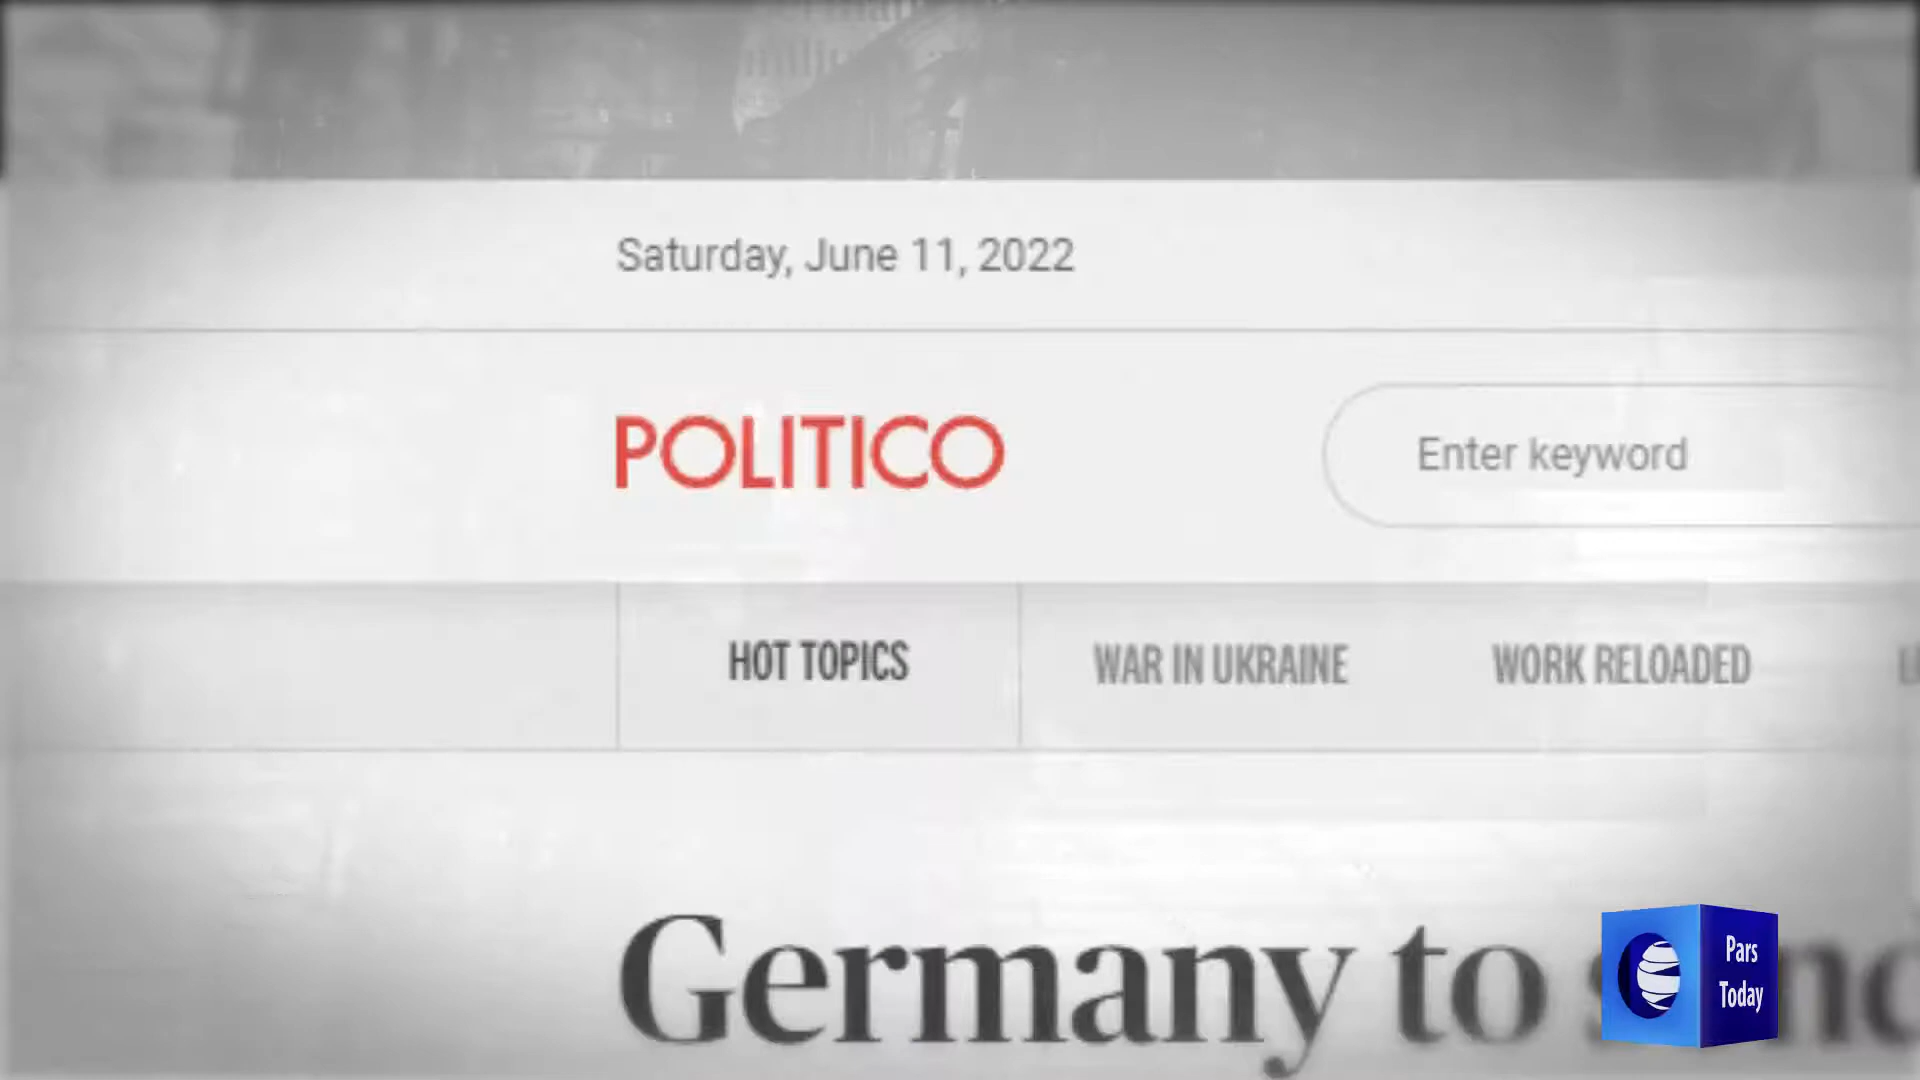 Saturday, June 11, 2022
POLITICO
Enter keyword
HOT TOPICS
WAR IN UKRAINE
WORK RELOADED
Germany to
Pars
Today